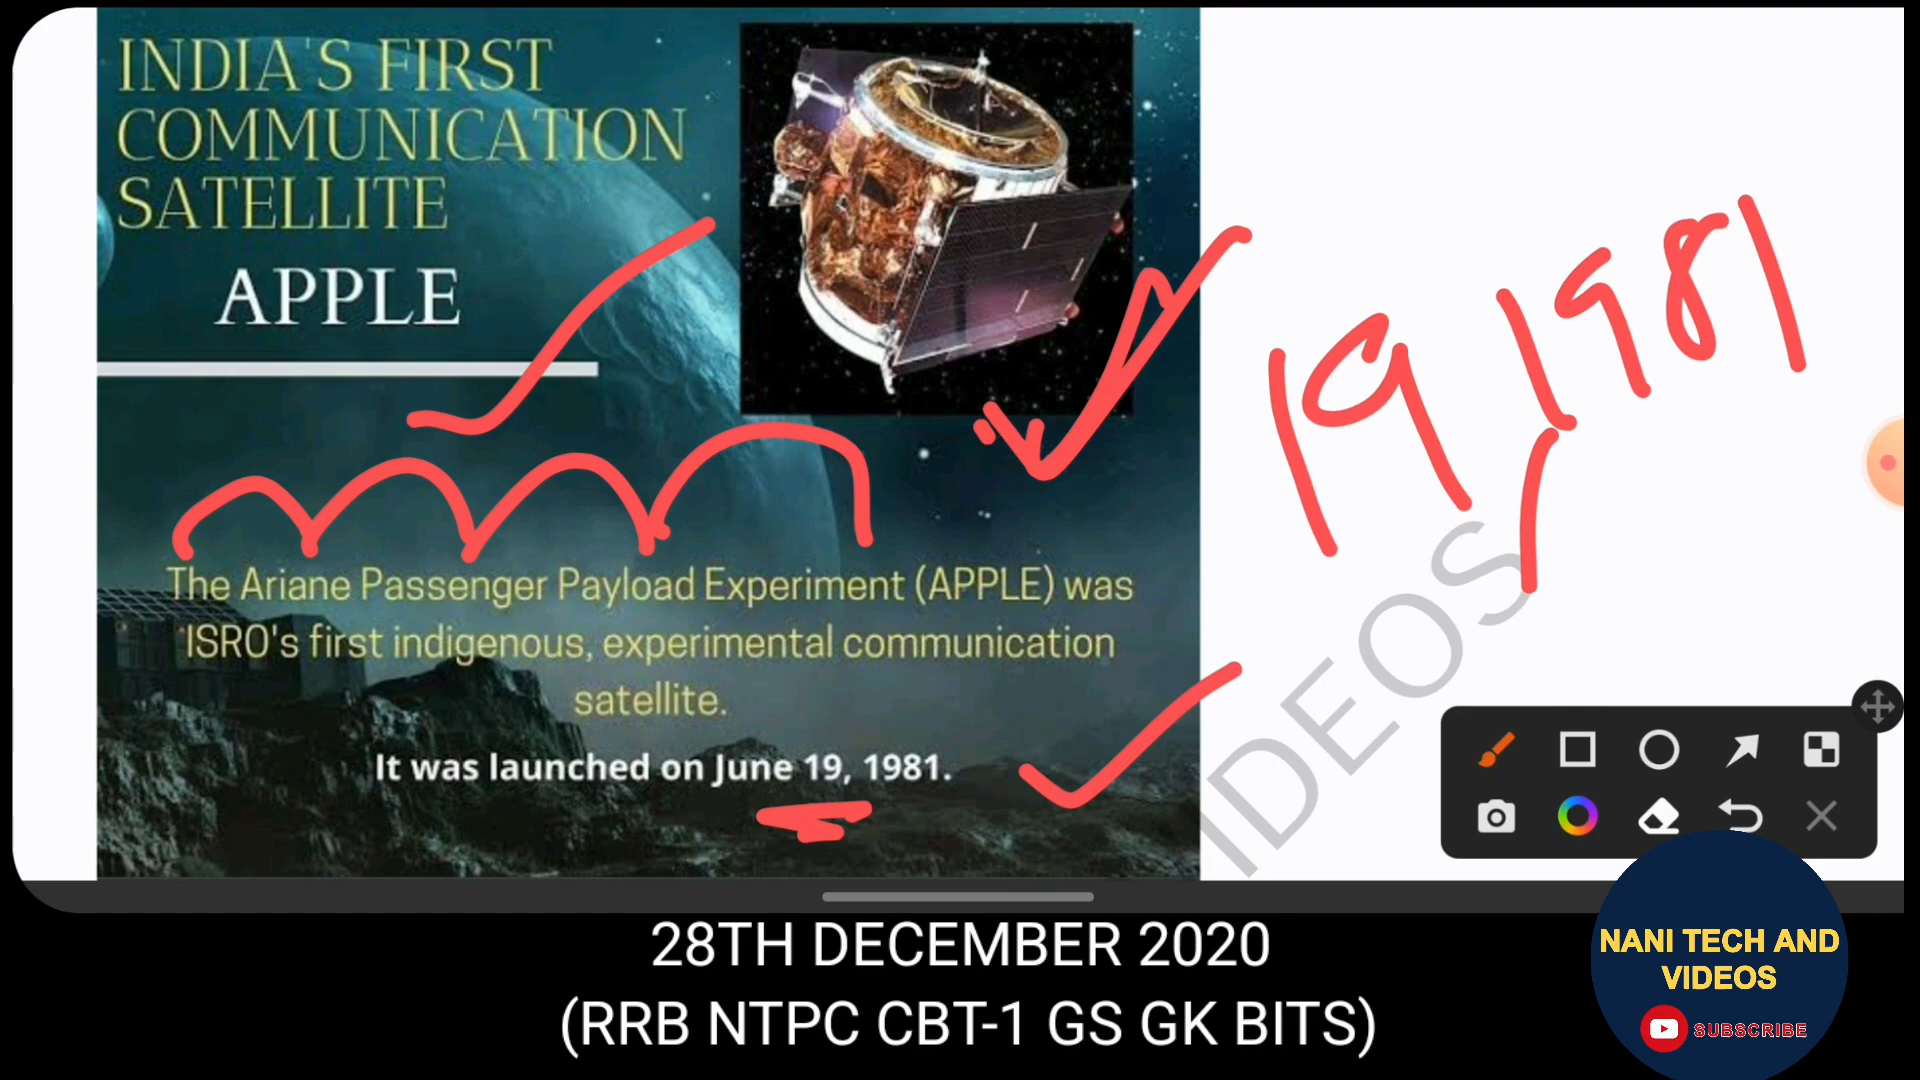 INDIA'S FIRST
COMMUNICATION
SATELLITE
APPLE
19 1981
The Ariane Passenger Payload Experiment (APPLE) was
ISRO's first indigenous, experimental communication
satellite.
It was launched on June 19, 1981.
IDEOS
28TH DECEMBER 2020
(RRB NTPC CBT-1 GS GK BITS)
NANI TECH AND
VIDEOS
SUBSCRIBE